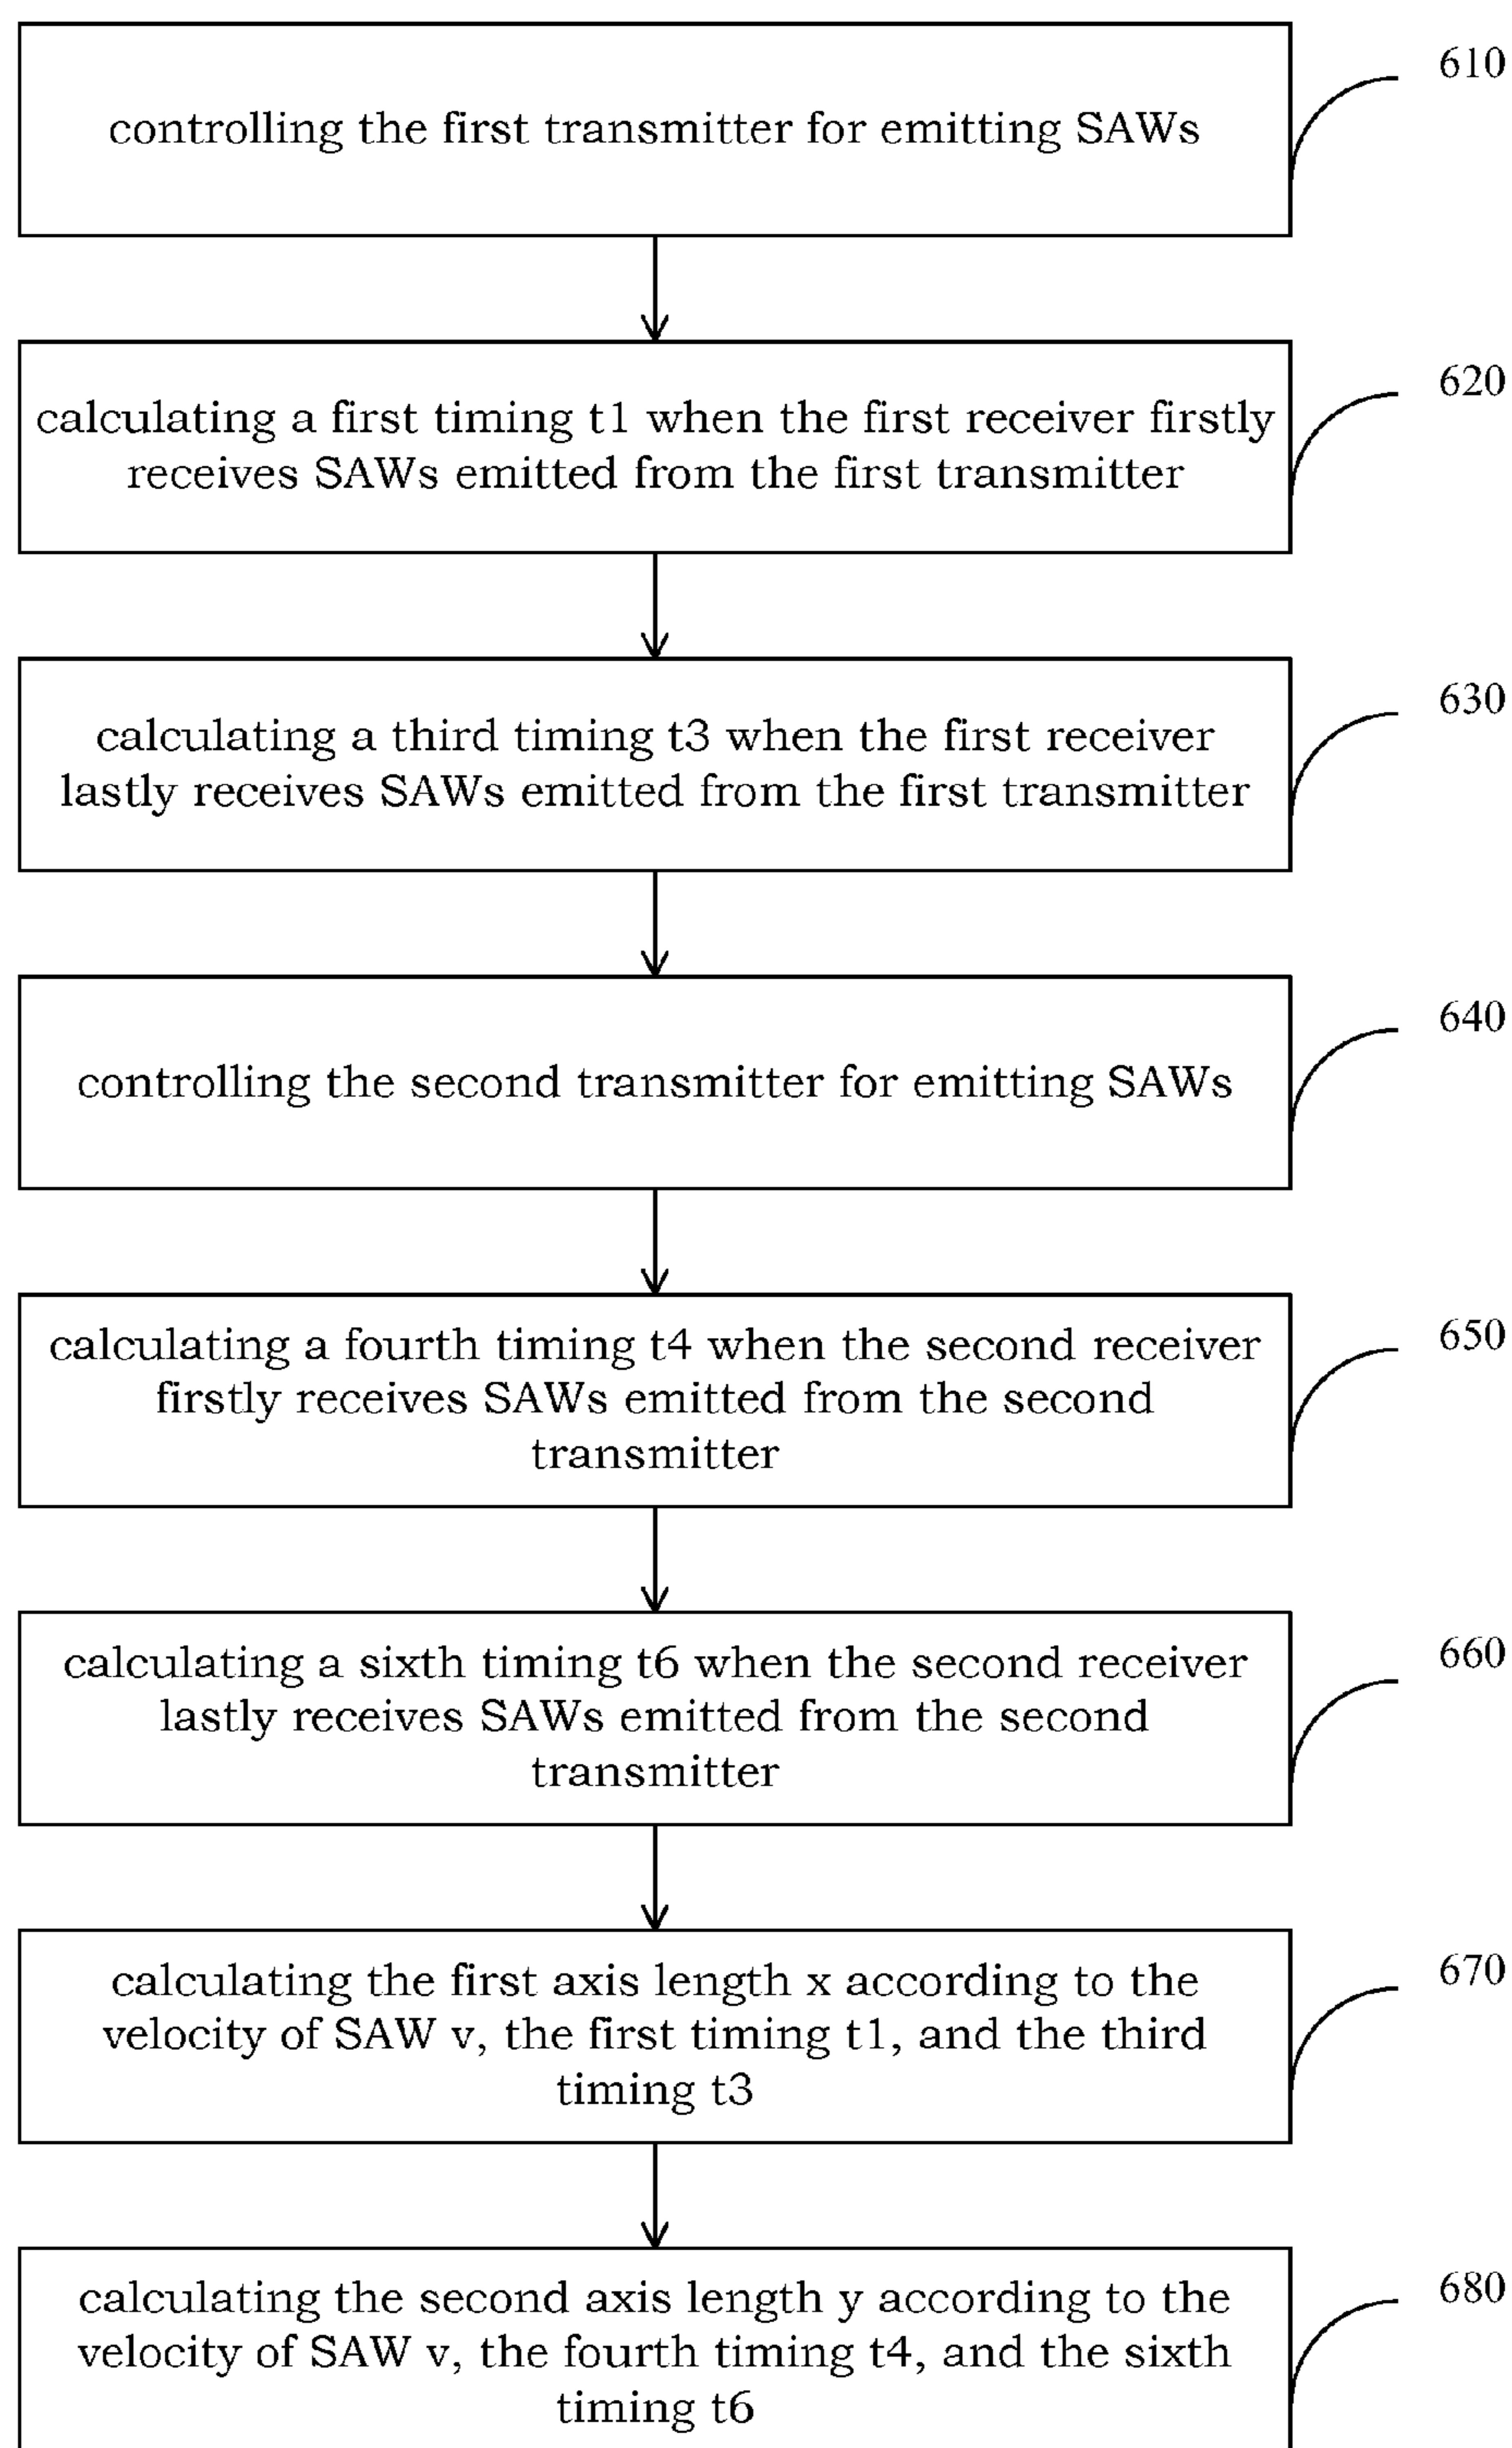 610
controlling the first transmitter for emitting SAWs
620
calculating a first timing t1 when the first receiver firstly
receives SAWs emitted from the first transmitter
630
calculating a third timing t3 when the first receiver
lastly receives SAWs emitted from the first transmitter
640
controlling the second transmitter for emitting SAWs
650
calculating a fourth timing t4 when the second receiver
firstly receives SAWs emitted from the second
transmitter
660
calculating a sixth timing t6 when the second receiver
lastly receives SAWs emitted from the second
transmitter
670
calculating the first axis length x according to the
velocity of SAW v, the first timing t1, and the third
timing t3
680
calculating the second axis length y according to the
velocity of SAW v, the fourth timing t4, and the sixth
timing t6